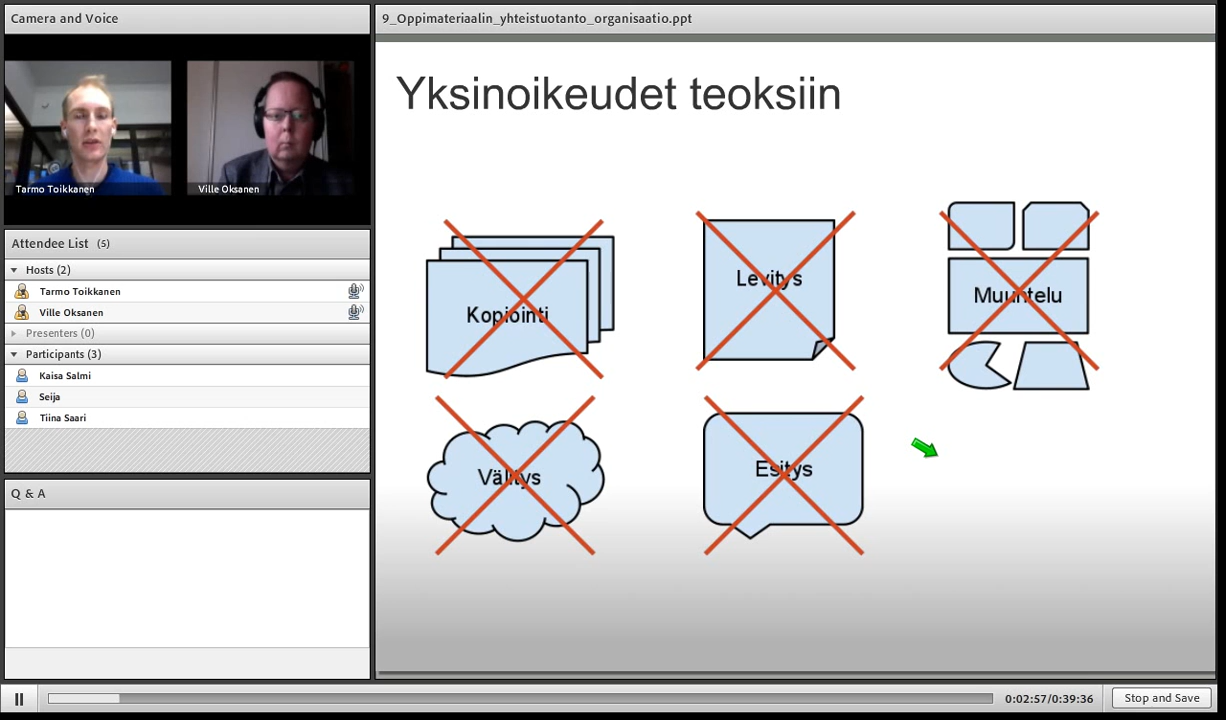 Camera and Voice
Tarmo Toikkanen
Ville Oksanen
Attendee List (5)
Hosts (2)
Tarmo Toikkanen
Ville Oksanen
Presenters (0)
Participants (3)
Kaisa Salmi
Seija
Tiina Saari
Q & A
9_Oppimateriaalin_yhteistuotanto_organisaatio.ppt
Yksinoikeudet teoksiin
Kopiointi
Levitys
Muuntelu
Välitys
Esitys
0:02:57/0:39:36
Stop and Save